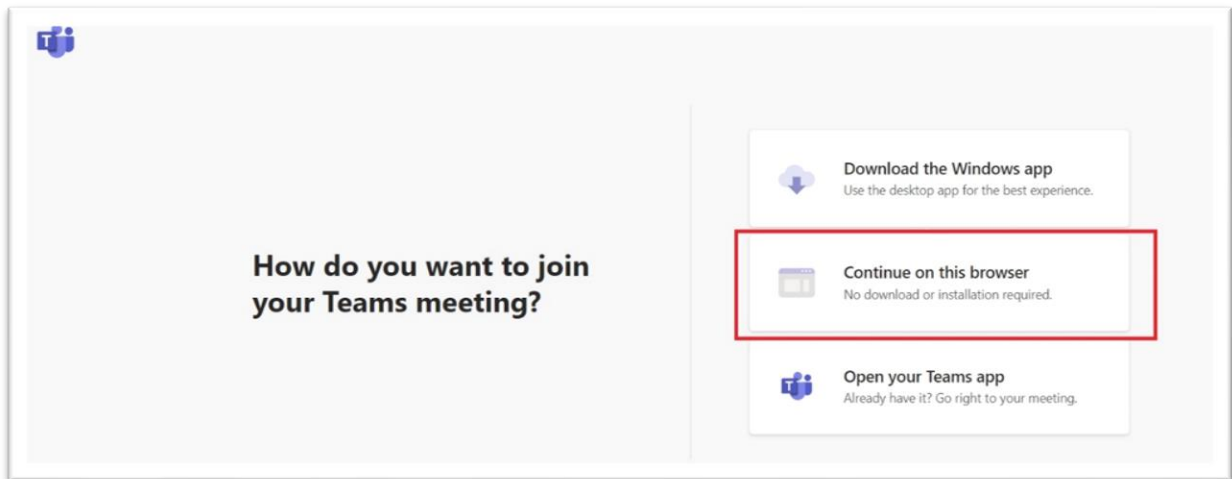 T
How do you want to join
your Teams meeting?
Download the Windows app
Use the desktop app for the best experience.
Continue on this browser
No download or installation required.
T
Open your Teams app
Already have it? Go right to your meeting.